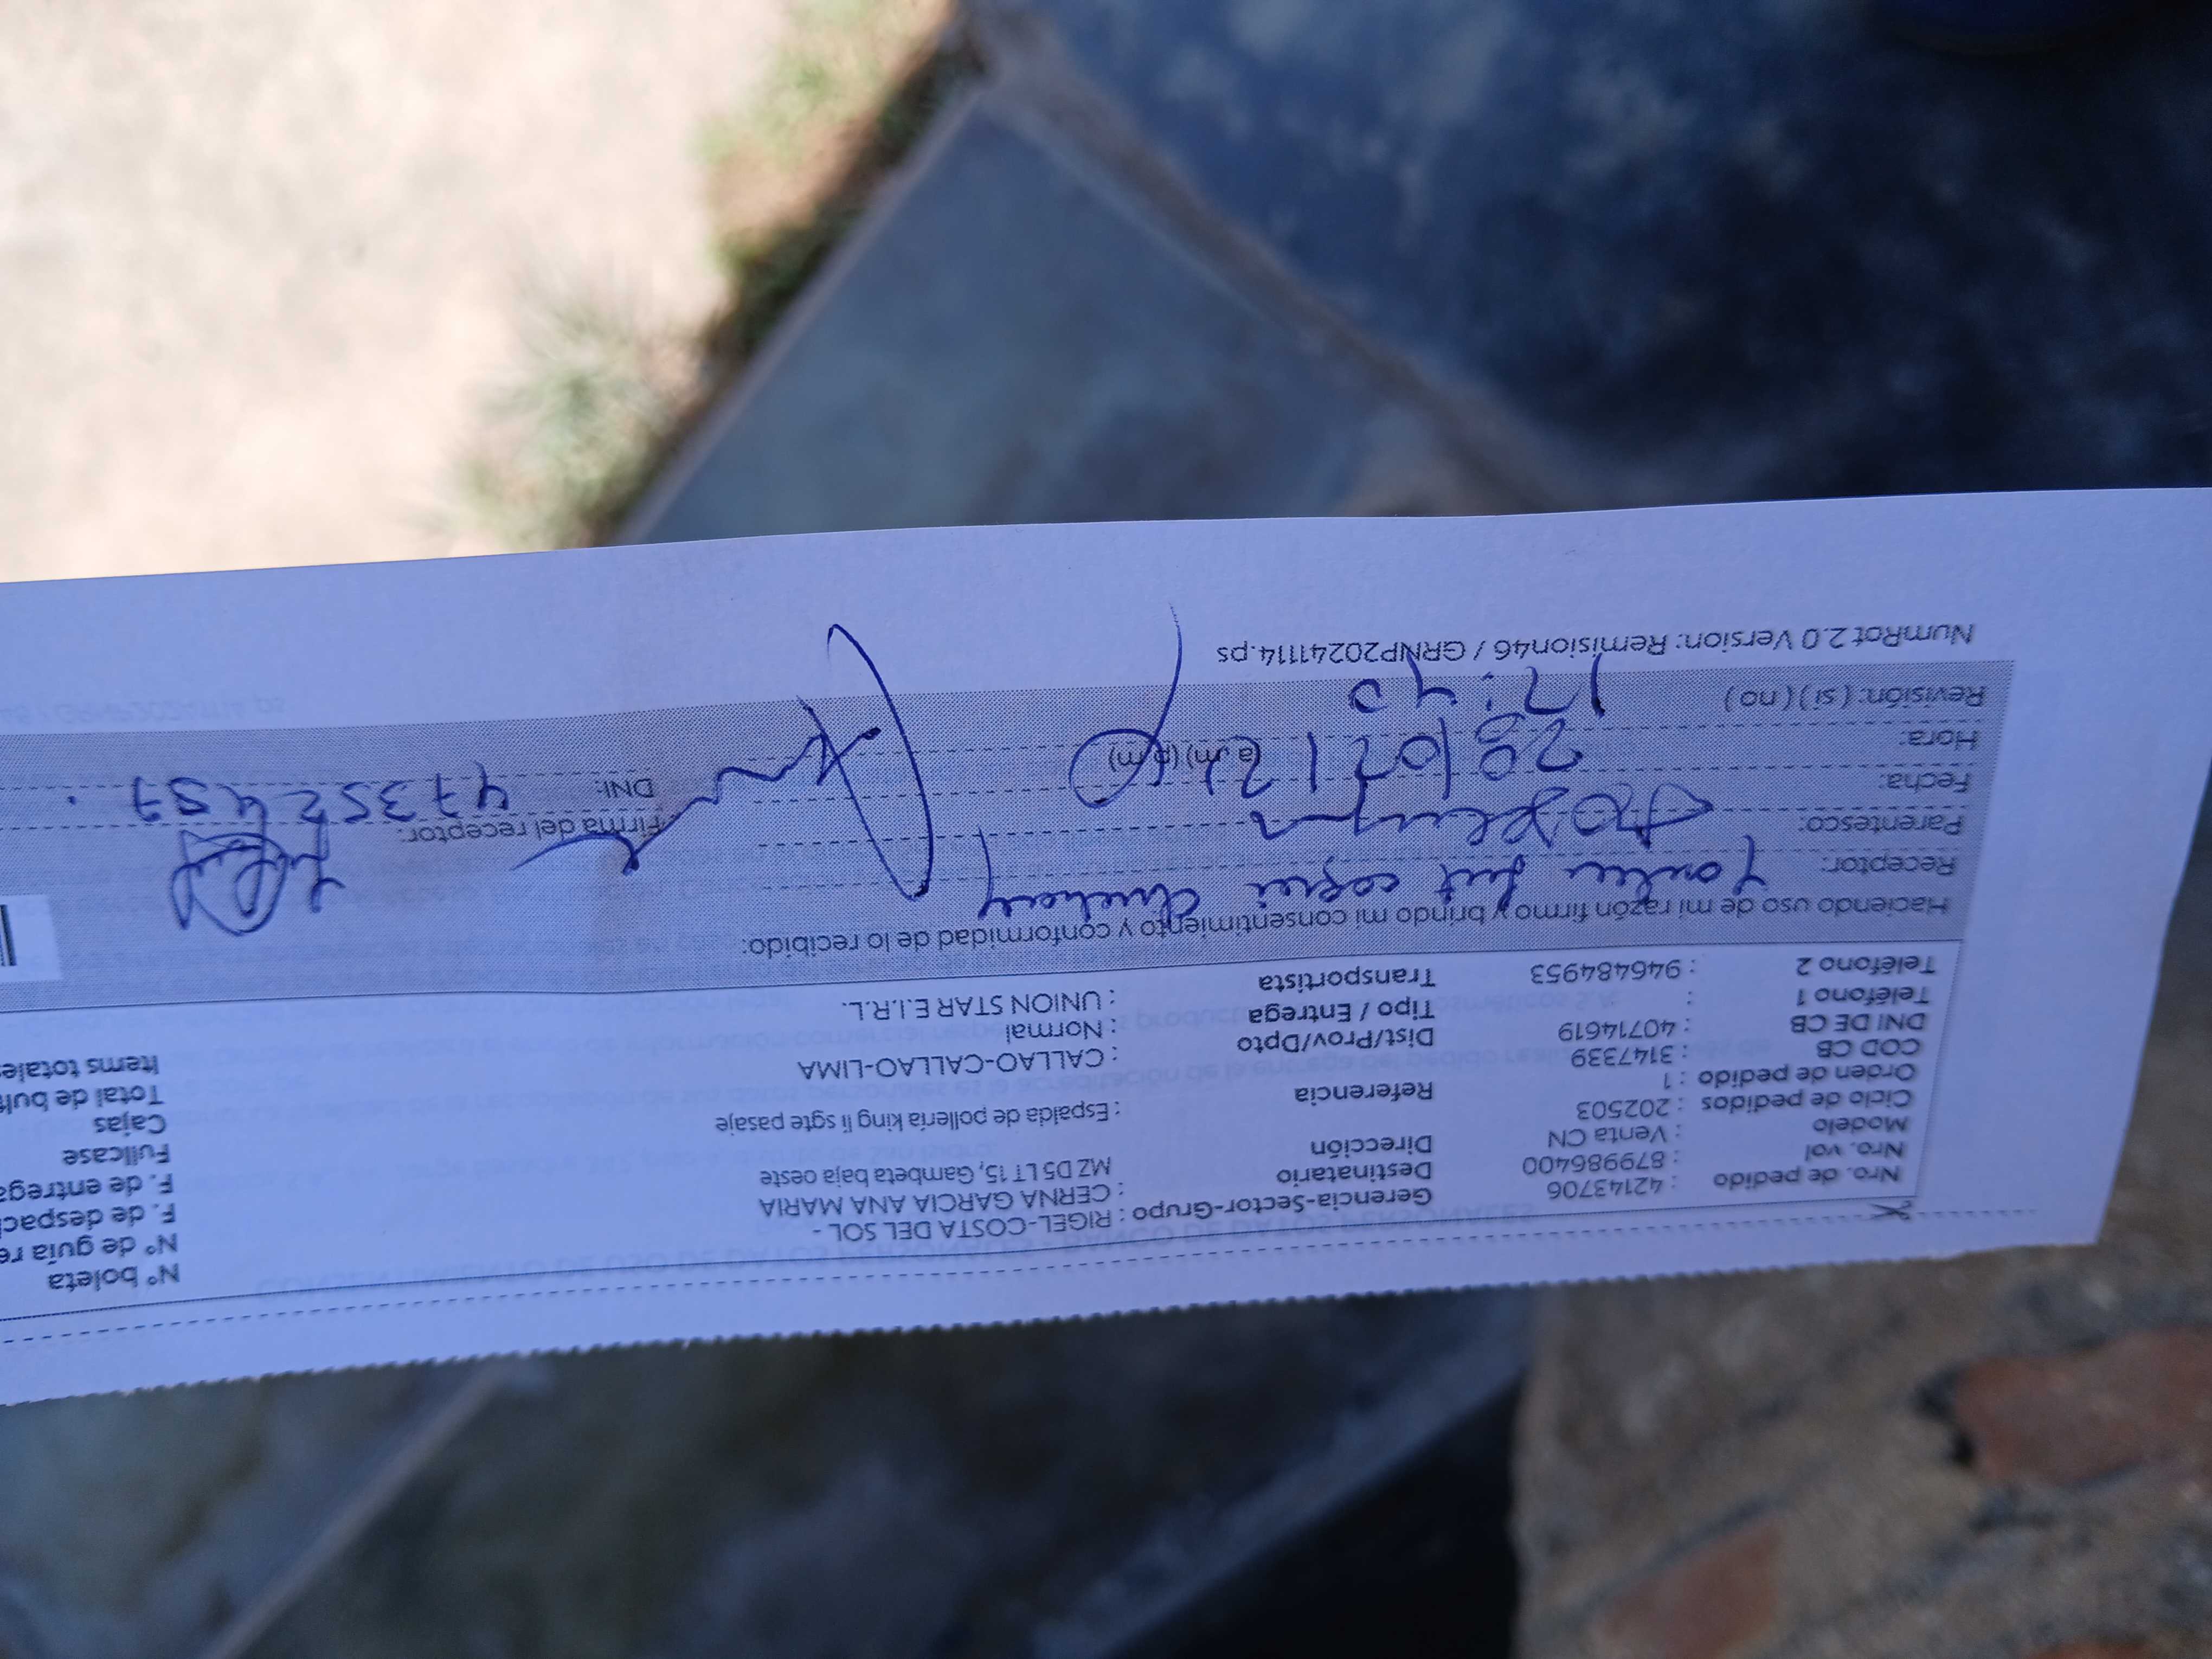 Nro. de pedido : 42143706
Nro. vol : 879986400
Modelo : Venta CN
Ciclo de pedidos : 202503
Orden de pedido : 1
COD CB : 3147339
DNI DE CB : 40714619
Teléfono 1 :
Teléfono 2 : 946484953
Gerencia-Sector-Grupo : RIGEL-COSTA DEL SOL -
Destinatario : CERNA GARCIA ANA MARIA
Dirección MZ D5 LT 15, Gambeta baja oeste
Referencia : Espalda de pollería king li sgte pasaje
Dist/Prov/Dpto : CALLAO-CALLAO-LIMA
Tipo / Entrega : Normal
Transportista : UNION STAR E.I.R.L.
N° boleta
N° de guía re
F. de despac
F. de entrega
Fullcase
Cajas
Total de bul
Items totale
Haciendo uso de mi razón firmo y brindo mi consentimiento y conformidad de lo recibido:
Receptor:
Parentesco:
Fecha:
Hora: (a .m) (p.m)
Revisión: ( si ) ( no ) 17:40
Firma del receptor:
DNI: 47352457
NumRot 2.0 Version: Remision46 / GRNP20241114.ps